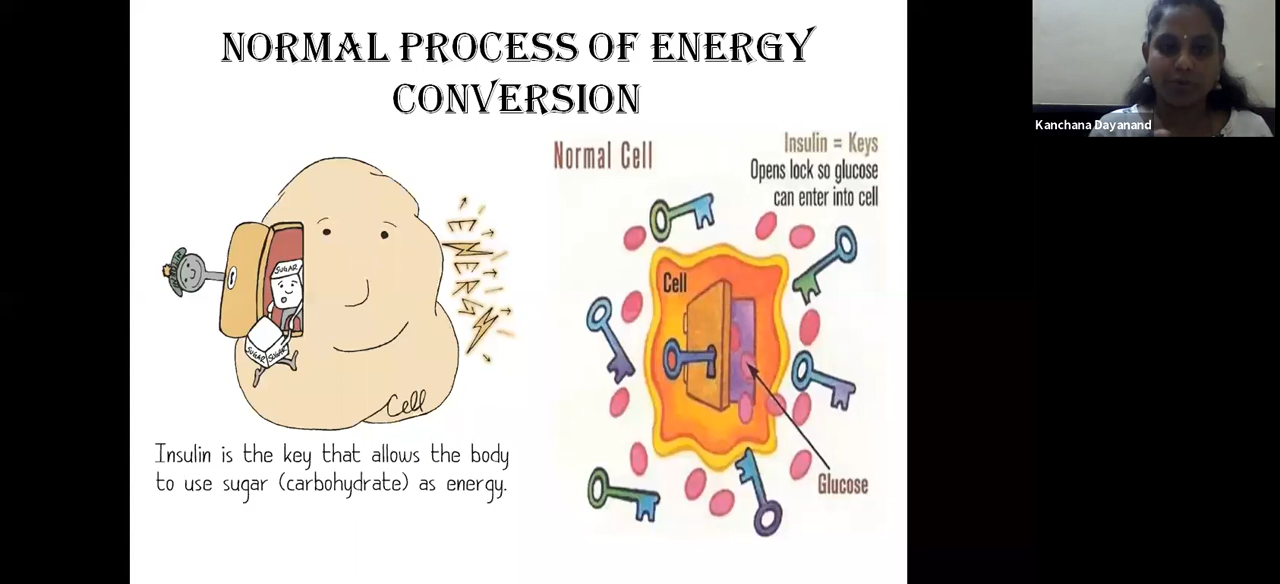 NORMAL PROCESS OF ENERGY
CONVERSION
SUGAR
SUGAR SUGAR
ENERGY
Cell
Insulin is the key that allows the body
to use sugar (carbohydrate) as energy.
Normal Cell
Insulin = Keys
Opens lock so glucose
can enter into cell
Cell
Glucose
Kanchana Dayanand